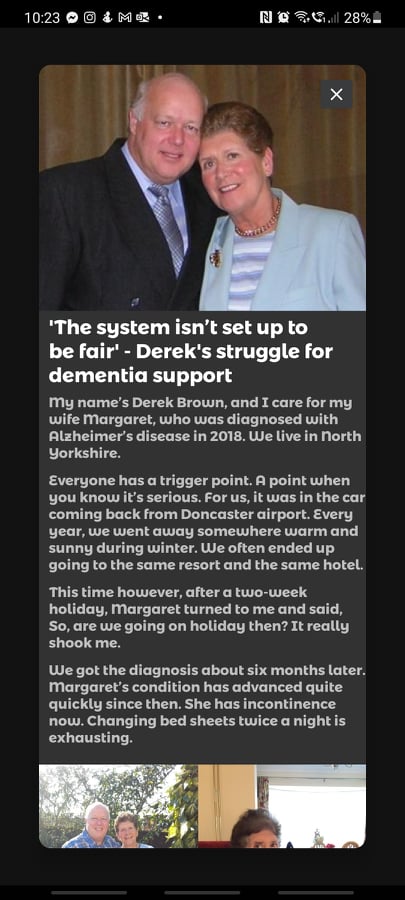 10:23
28%
'The system isn't set up to
be fair' - Derek's struggle for
dementia support
My name's Derek Brown, and I care for my
wife Margaret, who was diagnosed with
Alzheimer's disease in 2018. We live in North
Yorkshire.
Everyone has a trigger point. A point when
you know it's serious. For us, it was in the car
coming back from Doncaster airport. Every
year, we went away somewhere warm and
sunny during winter. We often ended up
going to the same resort and the same hotel.
This time however, after a two-week
holiday, Margaret turned to me and said,
So, are we going on holiday then? It really
shook me.
We got the diagnosis about six months later.
Margaret's condition has advanced quite
quickly since then. She has incontinence
now. Changing bed sheets twice a night is
exhausting.